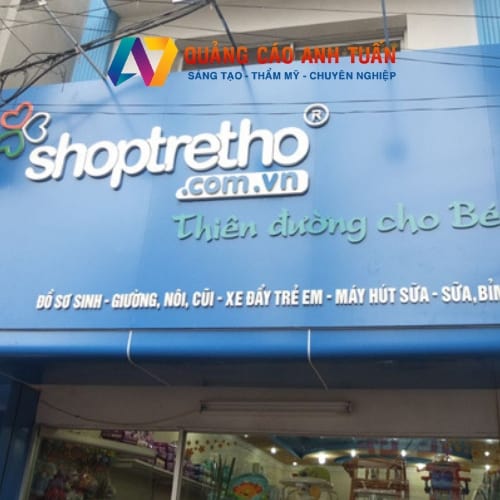 QUẢNG CÁO ANH TUẤN
SÁNG TẠO - THẨM MỸ - CHUYÊN NGHIỆP
shoptretho®
.com.vn
Thiên đường cho Bé
ĐỒ SƠ SINH - GIƯỜNG, NÔI, CŨI - XE ĐẨY TRẺ EM - MÁY HÚT SỮA - SỮA, BỈM